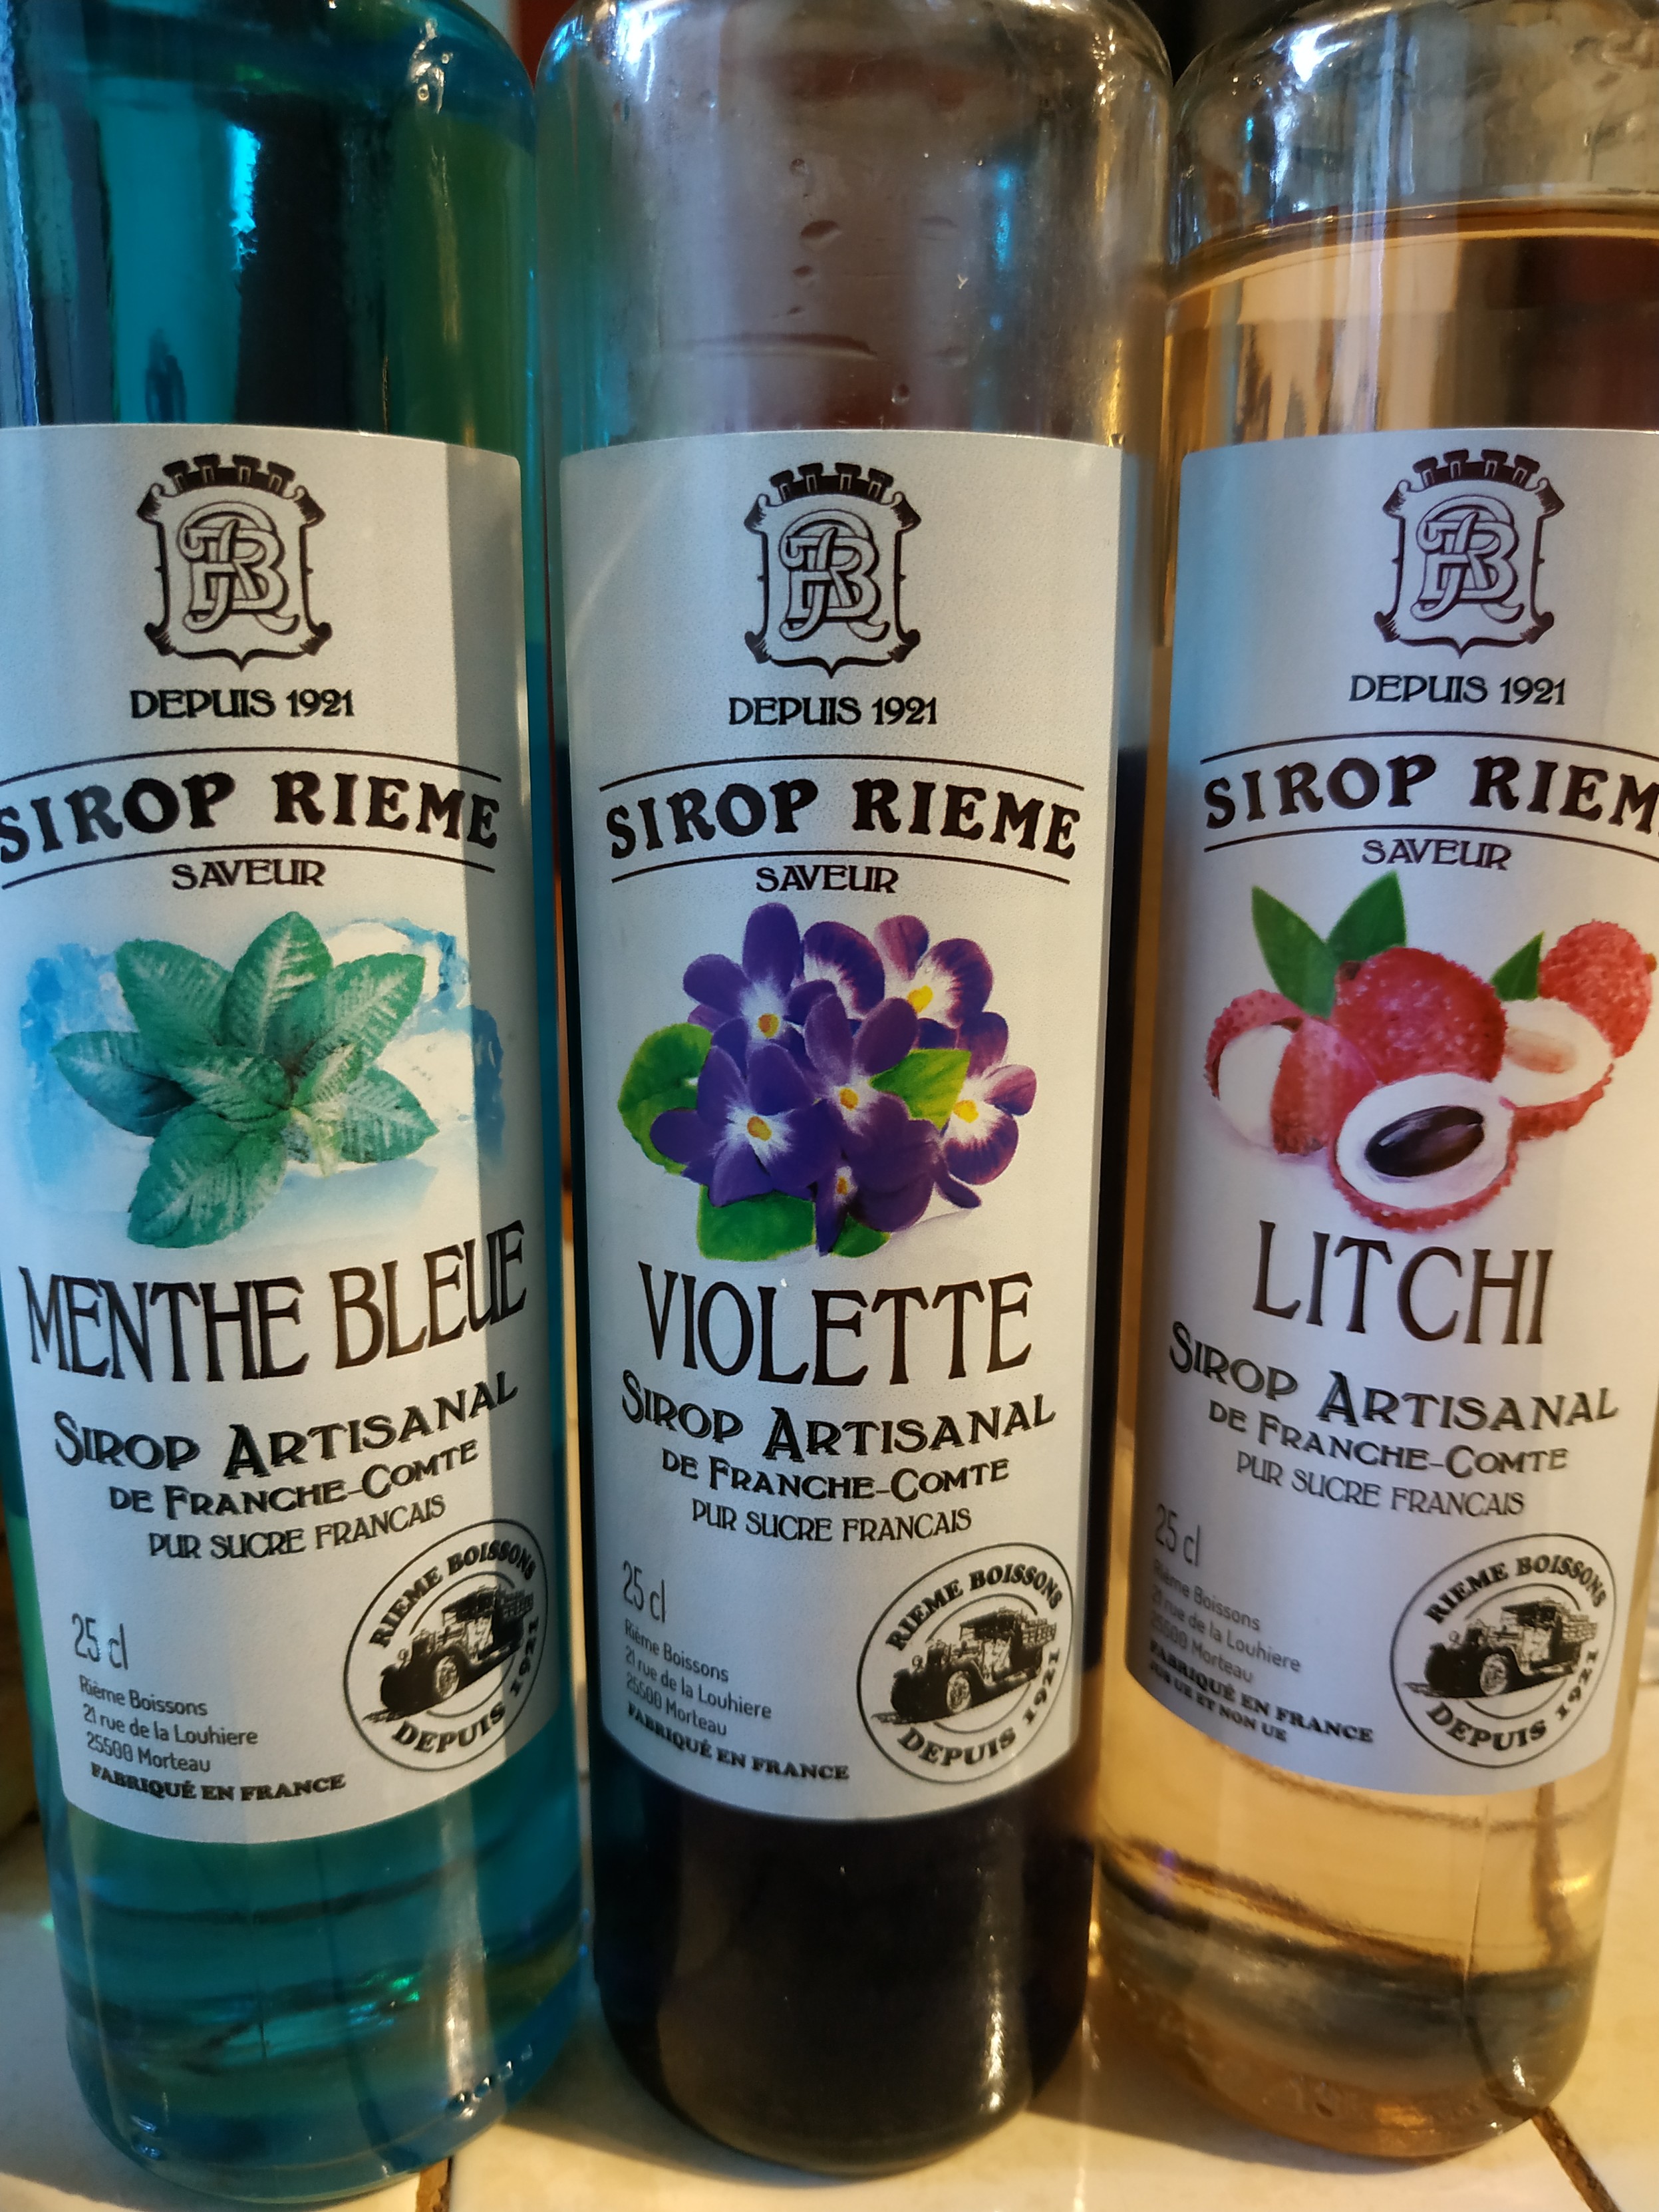 DEPUIS 1921
SIROP RIEME
SAVEUR
MENTHE BLEUE
SIROP ARTISANAL
DE FRANCHE-COMTE
PUR SUCRE FRANCAIS
25 cl
Rième Boissons
21 rue de la Louhiere
25500 Morteau
FABRIQUÉ EN FRANCE
RIEME BOISSONS
DEPUIS 1921
DEPUIS 1921
SIROP RIEME
SAVEUR
VIOLETTE
SIROP ARTISANAL
DE FRANCHE-COMTE
PUR SUCRE FRANCAIS
25 cl
Rième Boissons
21 rue de la Louhiere
25500 Morteau
FABRIQUÉ EN FRANCE
RIEME BOISSONS
DEPUIS 1921
DEPUIS 1921
SIROP RIEM
SAVEUR
LITCHI
SIROP ARTISANAL
DE FRANCHE-COMTE
PUR SUCRE FRANCAIS
25 cl
Rième Boissons
21 rue de la Louhiere
25500 Morteau
FABRIQUÉ EN FRANCE
UE ET NON UE
RIEME BOISSONS
DEPUIS 1921